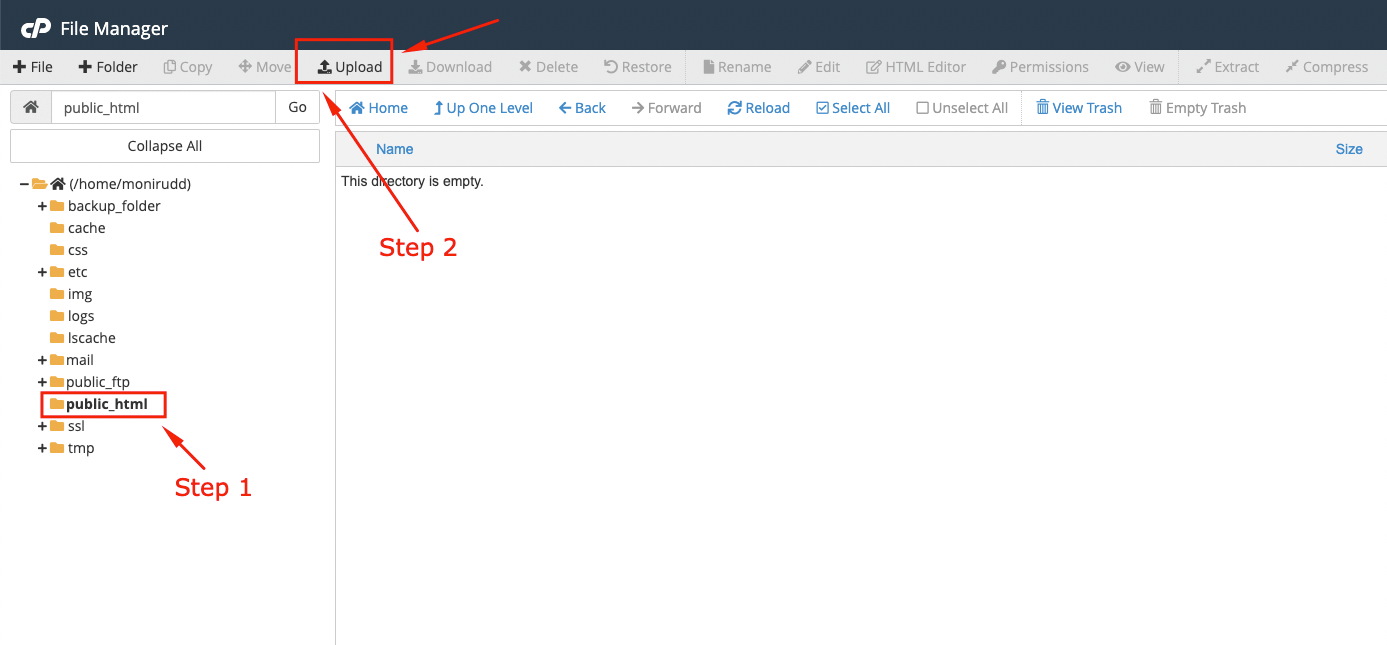 cP File Manager
File Folder Copy Move Upload Download Delete Restore Rename Edit HTML Editor Permissions View Extract Compress
public_html Go
Home Up One Level Back Forward Reload Select All Unselect All View Trash Empty Trash
Collapse All
Name Size
This directory is empty.
(/home/monirudd)
backup_folder
cache
css
Step 2
etc
img
logs
lscache
mail
public_ftp
public_html
ssl
tmp
Step 1